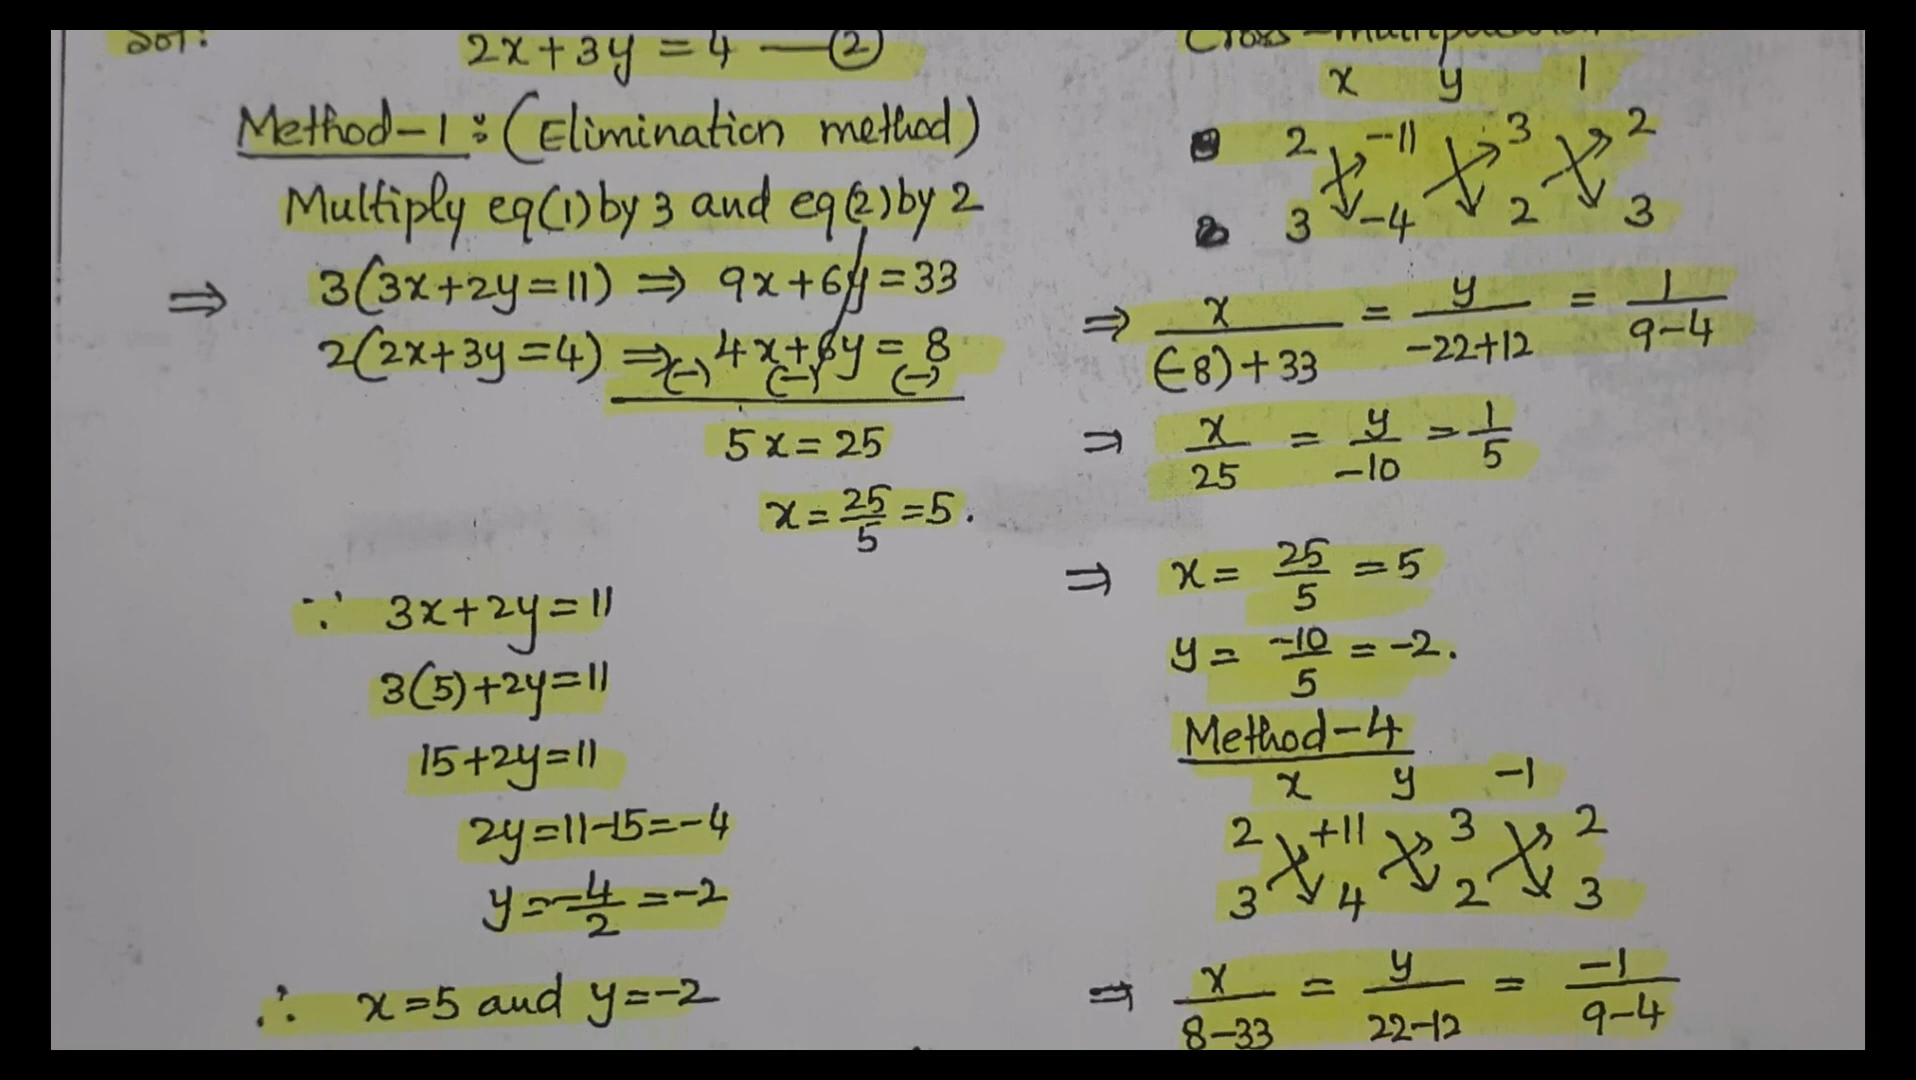 Sol:
2x+3y=4 —②
Method-1: (Elimination method)
Multiply eq(1) by 3 and eq(2) by 2
⇒ 3(3x+2y=11) ⇒ 9x+6y=33
2(2x+3y=4) ⇒ 4x+6y=8
(-) (-) (-)
5x=25
x=25/5=5.
∵ 3x+2y=11
3(5)+2y=11
15+2y=11
2y=11-15=-4
y=-4/2=-2
∴ x=5 and y=-2
x y 1
2 -11 3 2
3 -4 2 3
⇒ x/((-8)+33) = y/(-22+12) = 1/(9-4)
⇒ x/25 = y/-10 = 1/5
⇒ x= 25/5 =5
y= -10/5 =-2.
Method-4
x y -1
2 +11 3 2
3 4 2 3
⇒ x/(8-33) = y/(22-12) = -1/(9-4)